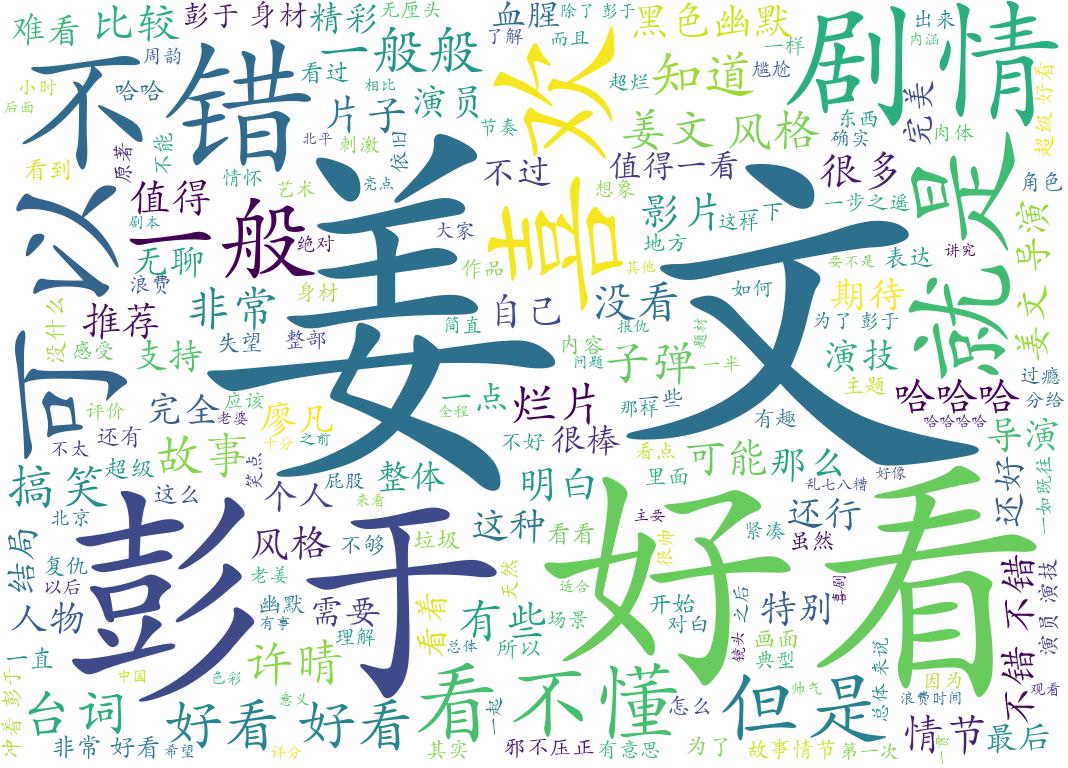 难看
比较
彭于 身材
精彩
无厘头
血腥
除了 彭于
黑色幽默
剧情
出来
内涵
周韵
一般般
了解
而且
喜欢
一样
不错
哈哈
看过
相比
超烂
知道
尴尬
超级 好看
小时
后面
片子
演员
节奏
完美
北平
刺激
姜文 风格
东西
确实
肉体
原著
不能
依旧
看到
可以
值得
情怀
艺术
亮点
不过
值得一看
想象
很多
就是
角色
剧本
一般
绝对
姜文
大家
影片
这样
一下
一步之遥
地方
无聊
作品
其他
要不是
表达
讲究
姜文 导演
浪费
身材
推荐
非常
自己
没看
如何
期待
没什么
失望
整部
简直
报仇
题材
为了 彭于
感受
支持
内容
问题
子弹
一半
演技
过瘾
评价
完全
应该
老婆
廖凡
一点
全程
烂片
那样
一些
主题
哈哈哈
分给
有趣
哈哈哈哈
不太
还有
故事
十分
之前
不好
很棒
看点
导演
搞笑
超级
笑点
屁股
整体
来看
明白
里面
可能
那么
好像
一如既往
这么
个人
乱七八糟
还好
北京
彭于
好看
主要
还行
结局
风格
不够
垃圾
这种
看看
很帅
紧凑
虽然
复仇
以后
老姜
天然
适合
喜剧
不错 不错
演员 演技
人物
幽默
有事
需要
理解
看着
总体
有些
所以
场景
开始
对白
之后
特别
镜头
一直
中国
许晴
色彩
画面
典型
总体 来说
冲着 彭于
台词
意义
看不懂
一起
怎么
但是
帅气
因为
浪费时间
观看
好看 好看
非常 好看
希望
评分
其实
邪不压正
有意思
为了
故事情节
第一次
情节
一贯
最后